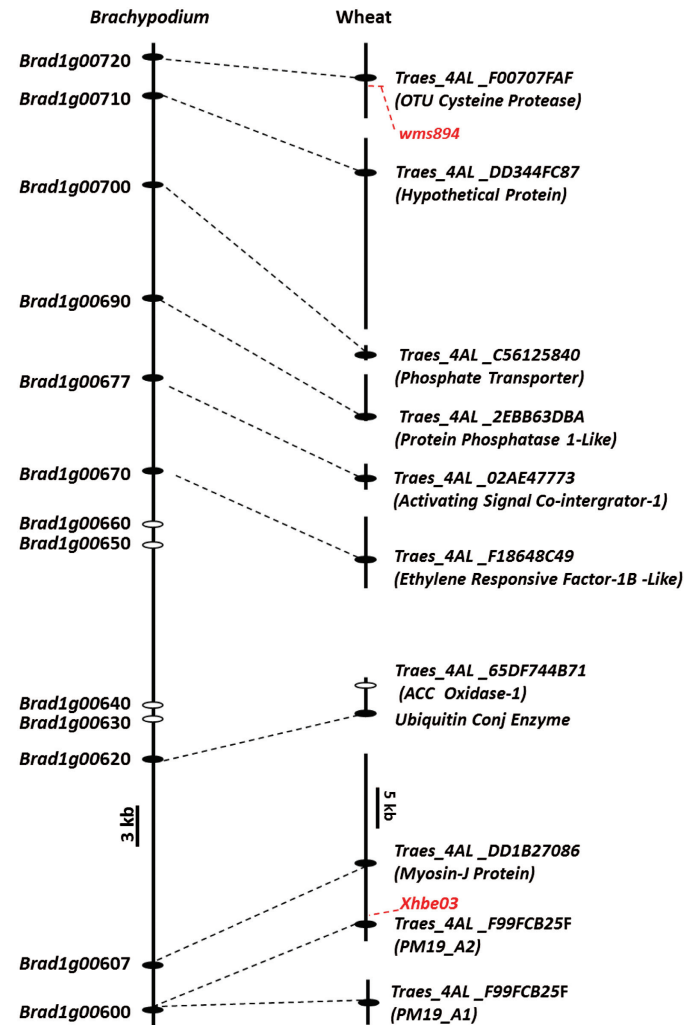 Brachypodium
Wheat
Brad1g00720
Traes_4AL _F00707FAF
(OTU Cysteine Protease)
Brad1g00710
wms894
Traes_4AL _DD344FC87
(Hypothetical Protein)
Brad1g00700
Brad1g00690
Traes_4AL _C56125840
(Phosphate Transporter)
Brad1g00677
Traes_4AL _2EBB63DBA
(Protein Phosphatase 1-Like)
Brad1g00670
Traes_4AL _02AE47773
(Activating Signal Co-intergrator-1)
Brad1g00660
Brad1g00650
Traes_4AL _F18648C49
(Ethylene Responsive Factor-1B -Like)
Traes_4AL _65DF744B71
(ACC Oxidase-1)
Brad1g00640
Brad1g00630
Ubiquitin Conj Enzyme
Brad1g00620
3 kb
5 kb
Traes_4AL _DD1B27086
(Myosin-J Protein)
Xhbe03
Traes_4AL _F99FCB25F
(PM19_A2)
Brad1g00607
Traes_4AL _F99FCB25F
(PM19_A1)
Brad1g00600